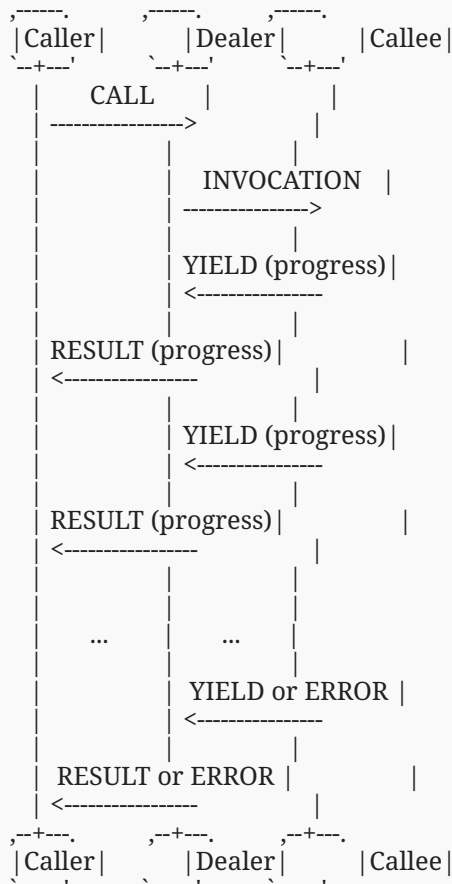 ,------.          ,------.          ,------.
|Caller|          |Dealer|          |Callee|
`--+---'          `--+---'          `--+---'
   |       CALL       |                  |
   | ----------------->                  |
   |                  |                  |
   |                  |    INVOCATION    |
   |                  | ---------------->
   |                  |                  |
   |                  | YIELD (progress)|
   |                  | <----------------
   |                  |                  |
   | RESULT (progress)|                  |
   | <-----------------                  |
   |                  |                  |
   |                  | YIELD (progress)|
   |                  | <----------------
   |                  |                  |
   | RESULT (progress)|                  |
   | <-----------------                  |
   |                  |                  |
   |                  |                  |
   |       ...        |       ...        |
   |                  |                  |
   |                  |  YIELD or ERROR |
   |                  | <----------------
   |                  |                  |
   |  RESULT or ERROR |                  |
   | <-----------------                  |
,--+---.          ,--+---.          ,--+---.
|Caller|          |Dealer|          |Callee|